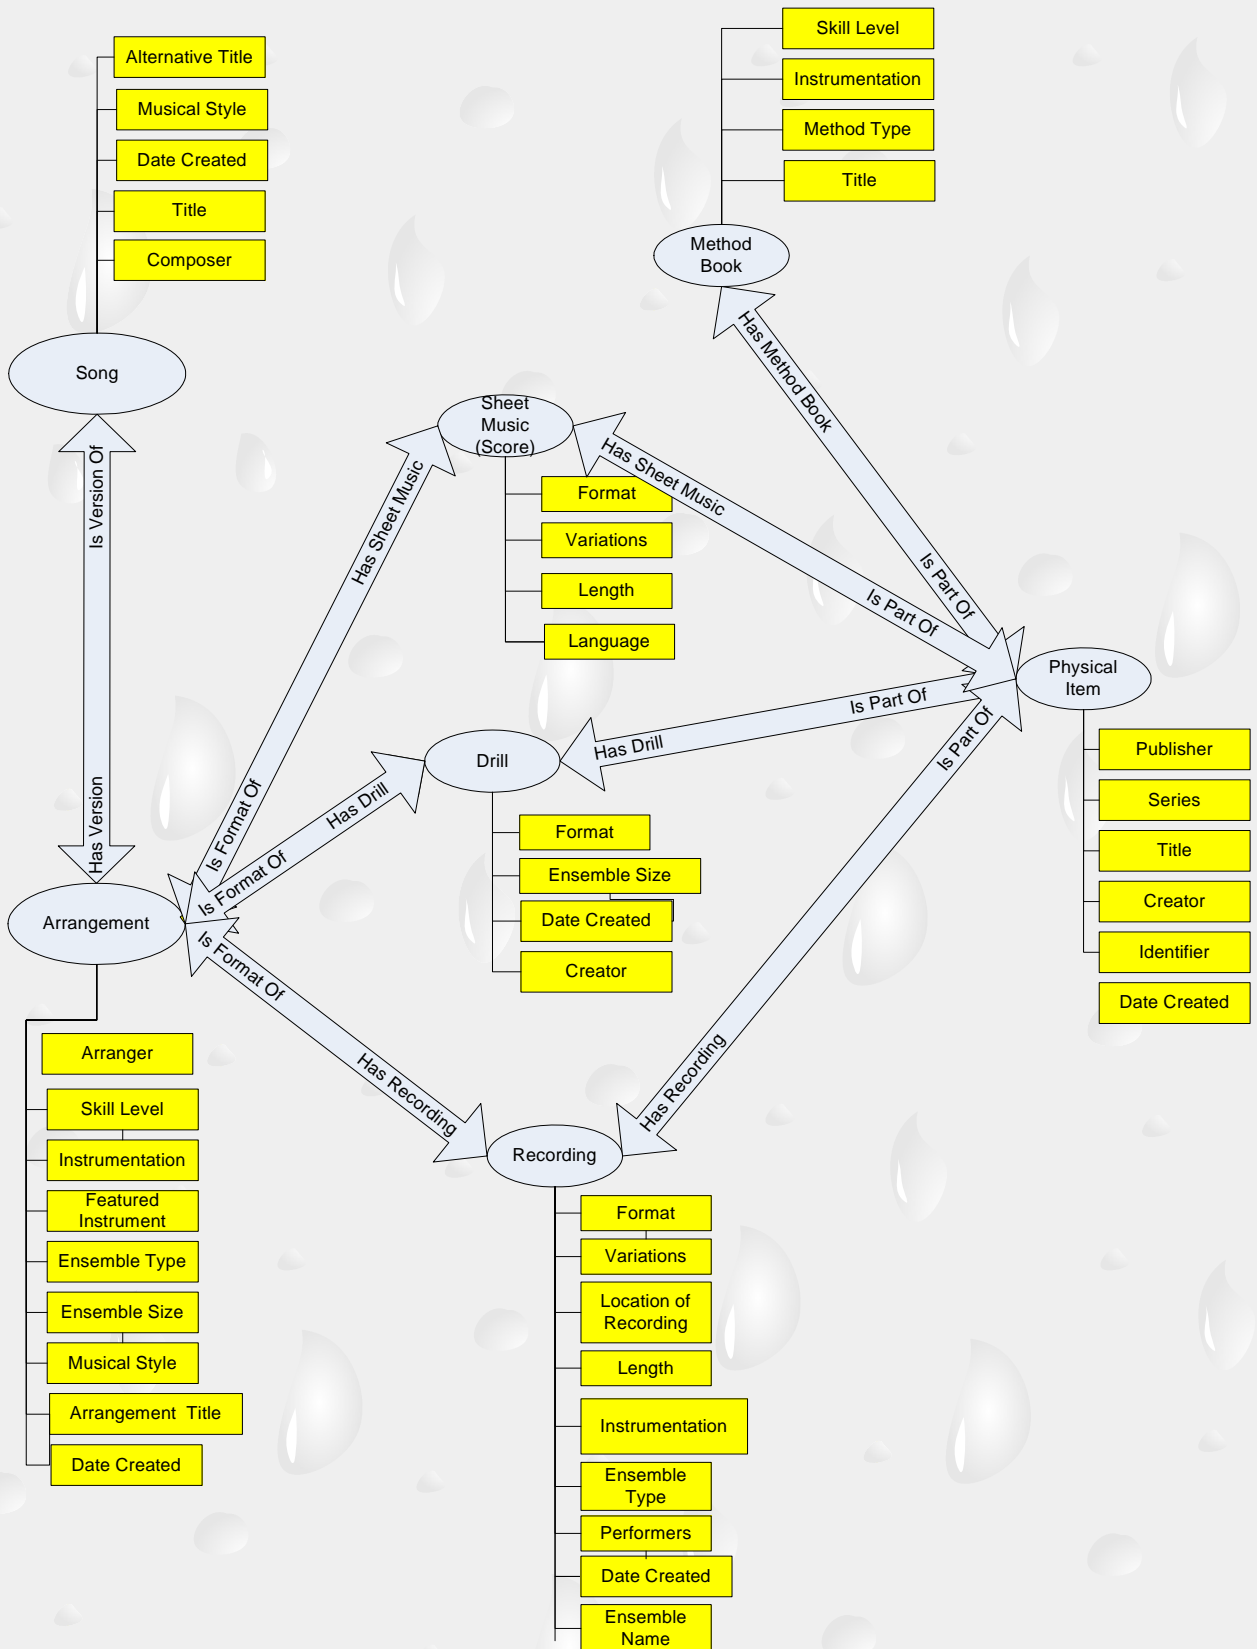 Alternative Title
Musical Style
Date Created
Title
Composer
Song
Skill Level
Instrumentation
Method Type
Title
Method
Book
Has Method Book
Is Part Of
Is Version Of
Has Version
Sheet
Music
(Score)
Format
Variations
Length
Language
Has Sheet Music
Is Format Of
Has Sheet Music
Is Part Of
Physical
Item
Publisher
Series
Title
Creator
Identifier
Date Created
Drill
Format
Ensemble Size
Date Created
Creator
Has Drill
Is Format Of
Has Drill
Is Part Of
Arrangement
Arranger
Skill Level
Instrumentation
Featured
Instrument
Ensemble Type
Ensemble Size
Musical Style
Arrangement Title
Date Created
Is Format Of
Has Recording
Is Part Of
Has Recording
Recording
Format
Variations
Location of
Recording
Length
Instrumentation
Ensemble
Type
Performers
Date Created
Ensemble
Name